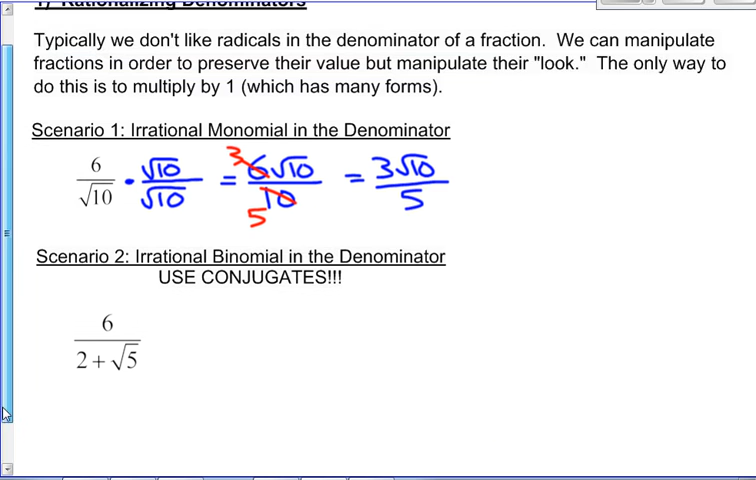 1) Rationalizing Denominators
Typically we don't like radicals in the denominator of a fraction. We can manipulate
fractions in order to preserve their value but manipulate their "look." The only way to
do this is to multiply by 1 (which has many forms).
Scenario 1: Irrational Monomial in the Denominator
6/√10 • √10/√10 = 3 6√10/10 5 = 3√10/5
Scenario 2: Irrational Binomial in the Denominator
USE CONJUGATES!!!
6
2 + √5